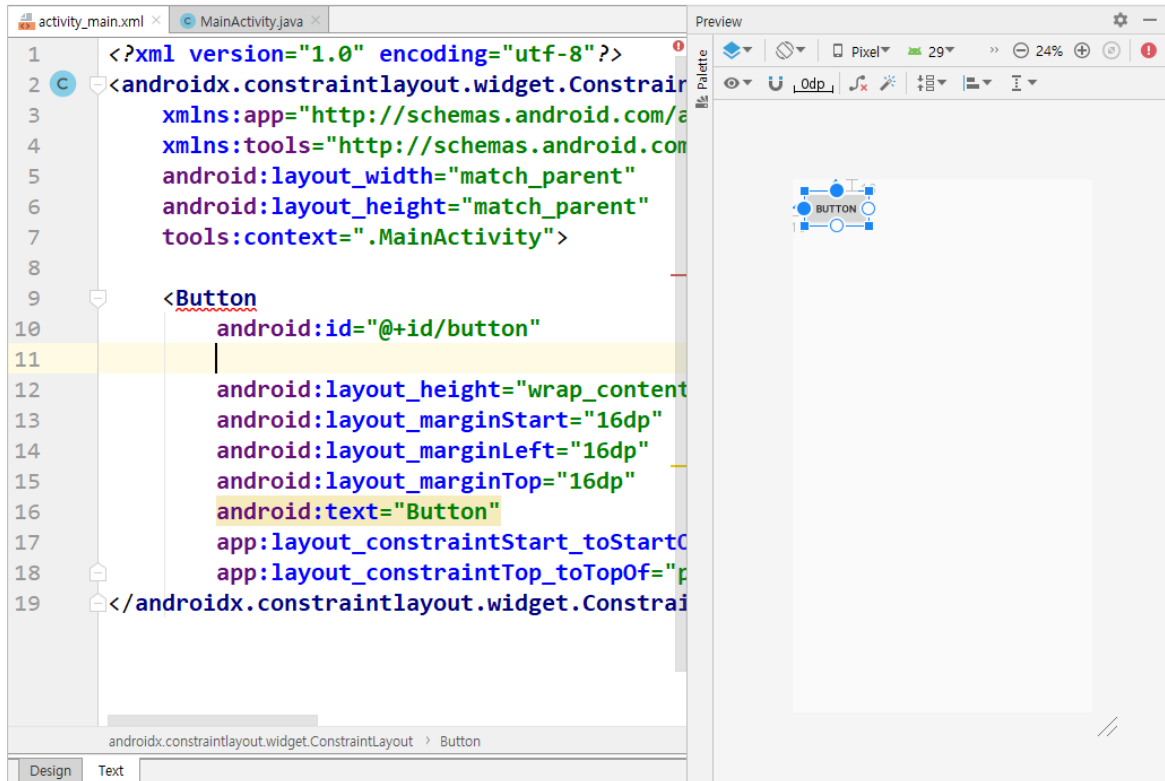 activity_main.xml
MainActivity.java
Preview
1 <?xml version="1.0" encoding="utf-8"?>
2 C <androidx.constraintlayout.widget.Constrain
3 xmlns:app="http://schemas.android.com/a
4 xmlns:tools="http://schemas.android.com
5 android:layout_width="match_parent"
6 android:layout_height="match_parent"
7 tools:context=".MainActivity">
8
9 <Button
10 android:id="@+id/button"
11
12 android:layout_height="wrap_content
13 android:layout_marginStart="16dp"
14 android:layout_marginLeft="16dp"
15 android:layout_marginTop="16dp"
16 android:text="Button"
17 app:layout_constraintStart_toStartO
18 app:layout_constraintTop_toTopOf="p
19 </androidx.constraintlayout.widget.Constrai
androidx.constraintlayout.widget.ConstraintLayout > Button
Design Text
Palette
Pixel 29 24%
0dp
BUTTON